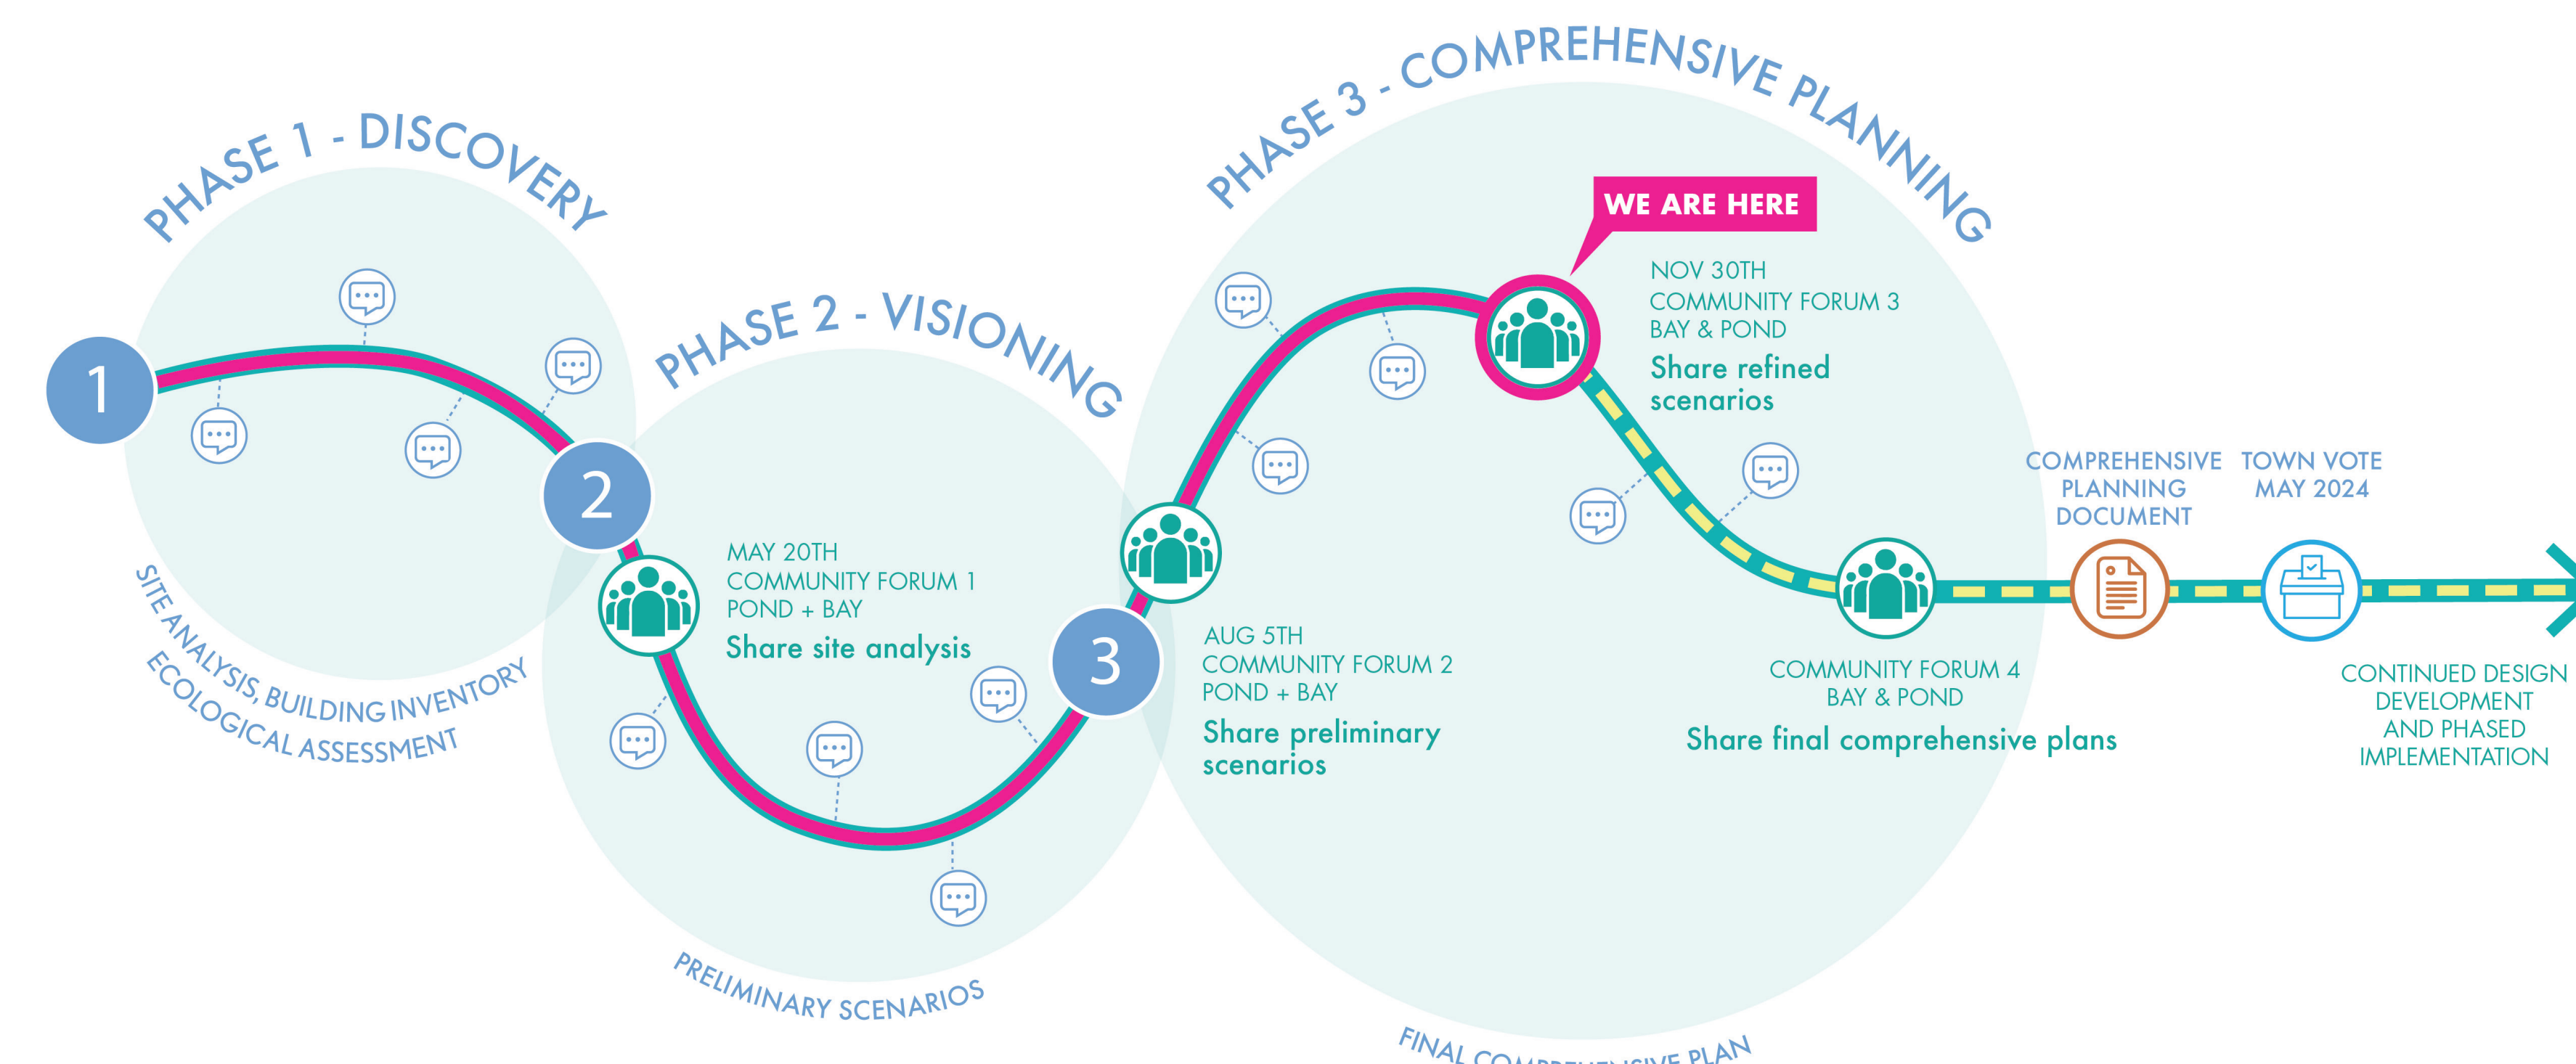 PHASE 1 - DISCOVERY
1
SITE ANALYSIS, BUILDING INVENTORY
ECOLOGICAL ASSESSMENT
PHASE 2 - VISIONING
2
MAY 20TH
COMMUNITY FORUM 1
POND + BAY
Share site analysis
PRELIMINARY SCENARIOS
PHASE 3 - COMPREHENSIVE PLANNING
3
AUG 5TH
COMMUNITY FORUM 2
POND + BAY
Share preliminary
scenarios
WE ARE HERE
NOV 30TH
COMMUNITY FORUM 3
BAY & POND
Share refined
scenarios
COMMUNITY FORUM 4
BAY & POND
Share final comprehensive plans
FINAL COMPREHENSIVE PLAN
COMPREHENSIVE
PLANNING
DOCUMENT
TOWN VOTE
MAY 2024
CONTINUED DESIGN
DEVELOPMENT
AND PHASED
IMPLEMENTATION